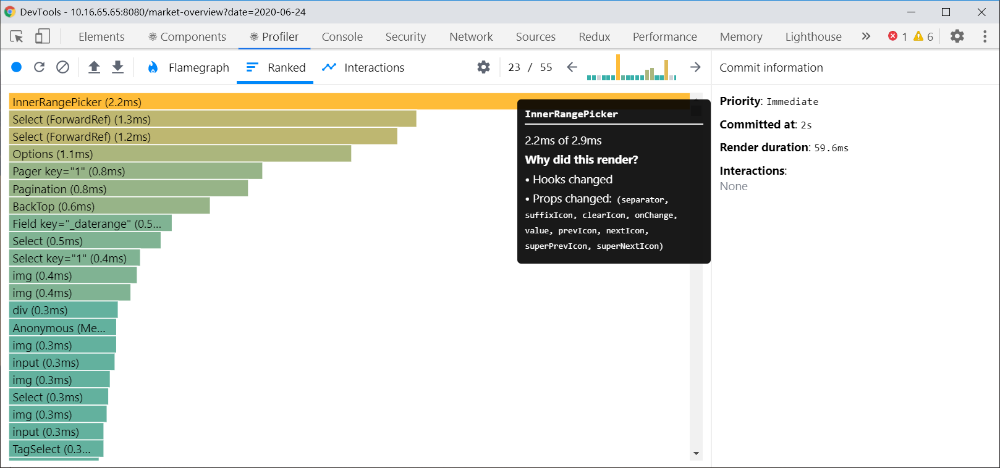 DevTools - 10.16.65.65:8080/market-overview?date=2020-06-24
Elements Components Profiler Console Security Network Sources Redux Performance Memory Lighthouse 1 6
Flamegraph Ranked Interactions 23 / 55 Commit information
InnerRangePicker (2.2ms)
Select (ForwardRef) (1.3ms)
Select (ForwardRef) (1.2ms)
Options (1.1ms)
Pager key="1" (0.8ms)
Pagination (0.8ms)
BackTop (0.6ms)
Field key="_daterange" (0.5...
Select (0.5ms)
Select key="1" (0.4ms)
img (0.4ms)
img (0.4ms)
div (0.3ms)
Anonymous (Me...
img (0.3ms)
input (0.3ms)
img (0.3ms)
Select (0.3ms)
img (0.3ms)
input (0.3ms)
TagSelect (0.3...
InnerRangePicker
2.2ms of 2.9ms
Why did this render?
• Hooks changed
• Props changed: (separator,
suffixIcon, clearIcon, onChange,
value, prevIcon, nextIcon,
superPrevIcon, superNextIcon)
Priority: Immediate
Committed at: 2s
Render duration: 59.6ms
Interactions:
None